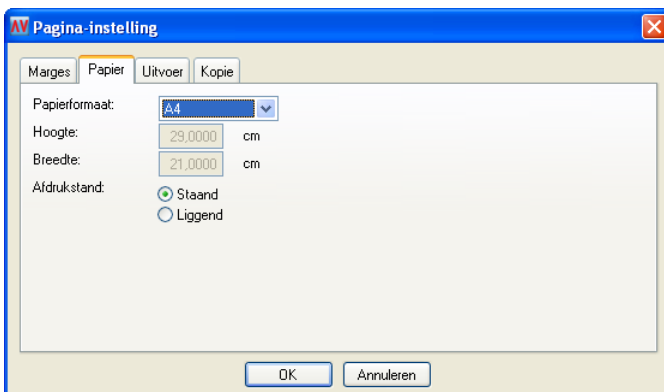 AV Pagina-instelling
Marges Papier Uitvoer Kopie
Papierformaat: A4
Hoogte: 29,0000 cm
Breedte: 21,0000 cm
Afdrukstand: Staand
Liggend
OK Annuleren